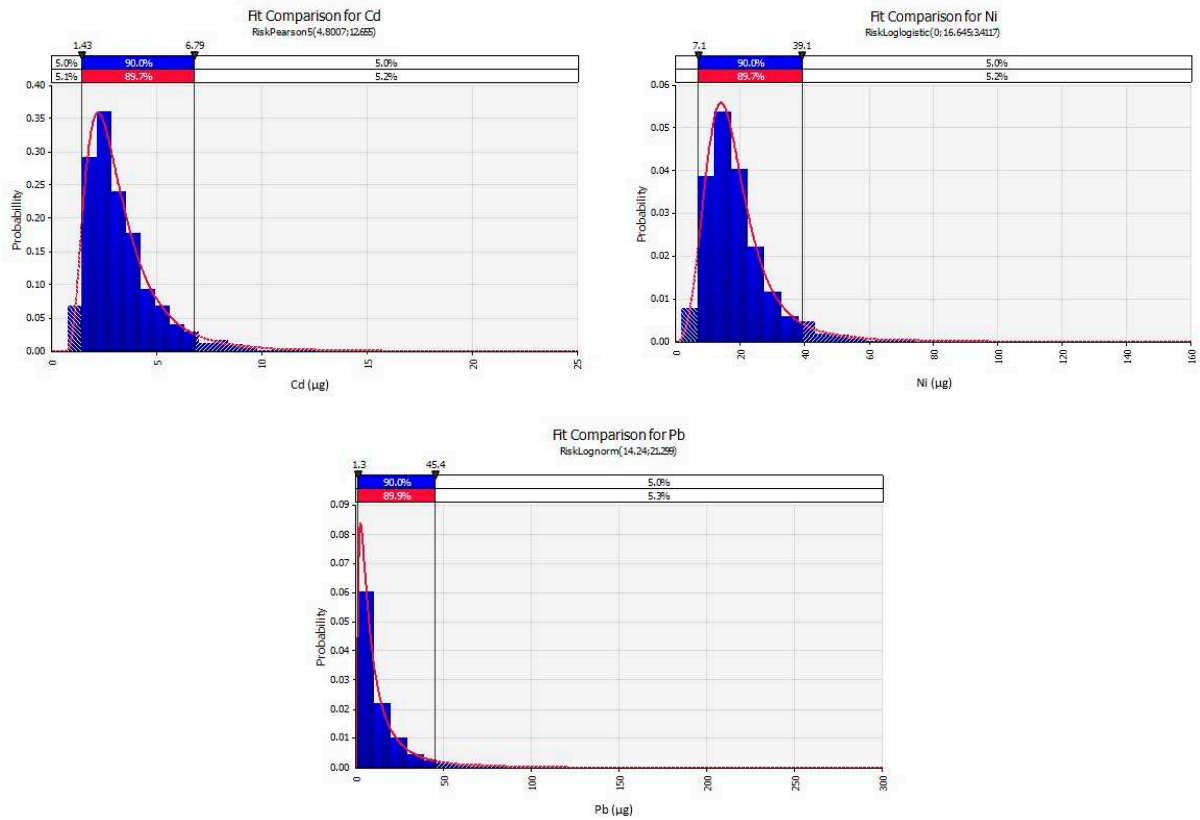 Fit Comparison for Cd
RiskPearson5(4.8007;12.655)
1.43 6.79
5.0% 90.0% 5.0%
5.1% 89.7% 5.2%
0.40
0.35
0.30
0.25
0.20
0.15
0.10
0.05
0.00
Probability
0 5 10 15 20 25
Cd (µg)
Fit Comparison for Ni
RiskLoglogistic(0;16.645;3.4117)
7.1 39.1
90.0% 5.0%
89.7% 5.2%
0.06
0.05
0.04
0.03
0.02
0.01
0.00
Probability
0 20 40 60 80 100 120 140 160
Ni (µg)
Fit Comparison for Pb
RiskLognorm(14.24;21.299)
1.3 45.4
90.0% 5.0%
89.9% 5.3%
0.09
0.08
0.07
0.06
0.05
0.04
0.03
0.02
0.01
0.00
Probability
0 50 100 150 200 250 300
Pb (µg)